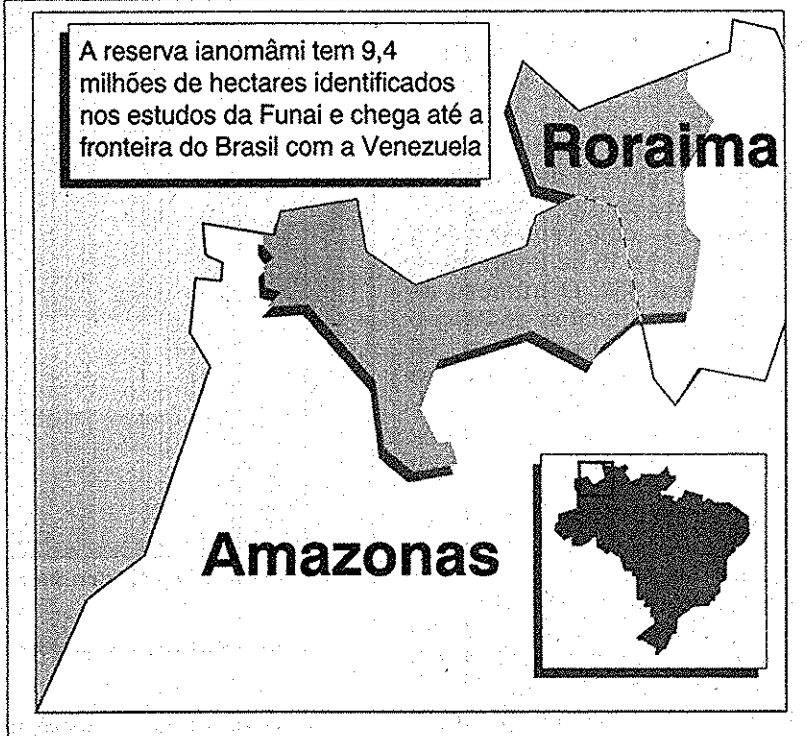 A reserva ianomâmi tem 9,4
milhões de hectares identificados
nos estudos da Funai e chega até a
fronteira do Brasil com a Venezuela
Roraima
Amazonas